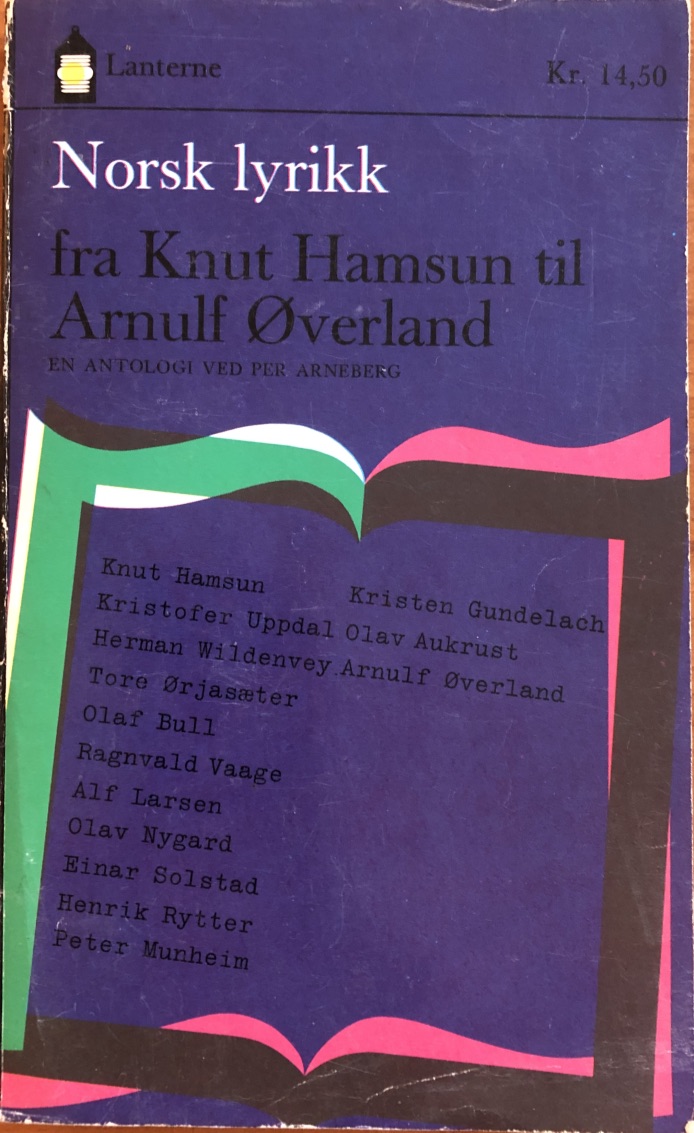 Lanterne
Kr. 14,50
Norsk lyrikk
fra Knut Hamsun til
Arnulf Øverland
EN ANTOLOGI VED PER ARNEBERG
Knut Hamsun
Kristofer Uppdal
Herman Wildenvey
Tore Ørjasæter
Olaf Bull
Ragnvald Vaage
Alf Larsen
Olav Nygard
Einar Solstad
Henrik Rytter
Peter Munheim
Kristen Gundelach
Olav Aukrust
Arnulf Øverland